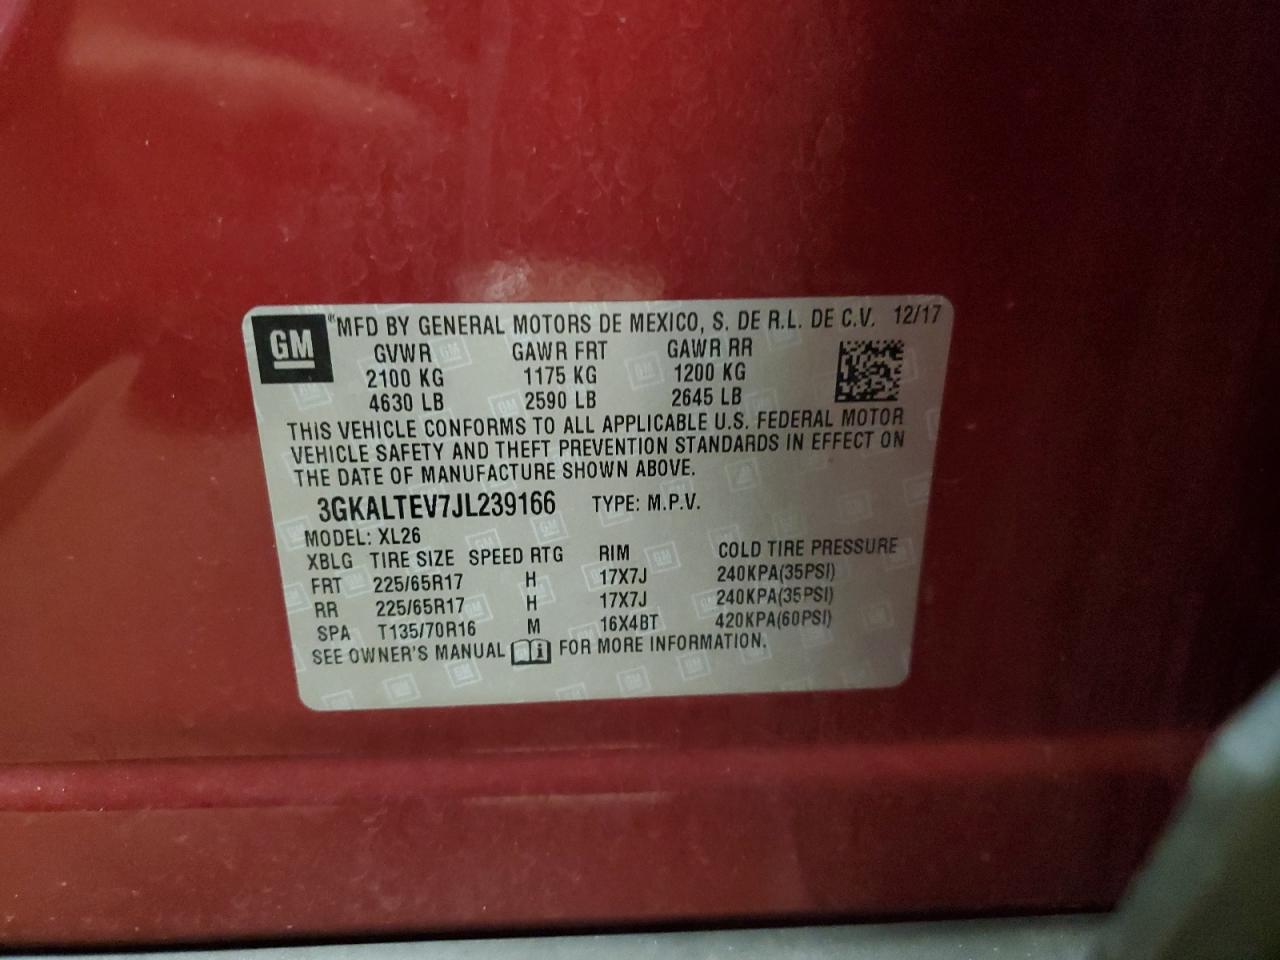 GM
®MFD BY GENERAL MOTORS DE MEXICO, S. DE R.L. DE C.V. 12/17
GVWR GAWR FRT GAWR RR
2100 KG 1175 KG 1200 KG
4630 LB 2590 LB 2645 LB
THIS VEHICLE CONFORMS TO ALL APPLICABLE U.S. FEDERAL MOTOR
VEHICLE SAFETY AND THEFT PREVENTION STANDARDS IN EFFECT ON
THE DATE OF MANUFACTURE SHOWN ABOVE.
3GKALTEV7JL239166 TYPE: M.P.V.
MODEL: XL26
XBLG TIRE SIZE SPEED RTG RIM COLD TIRE PRESSURE
FRT 225/65R17 H 17X7J 240KPA(35PSI)
RR 225/65R17 H 17X7J 240KPA(35PSI)
SPA T135/70R16 M 16X4BT 420KPA(60PSI)
SEE OWNER'S MANUAL i FOR MORE INFORMATION.